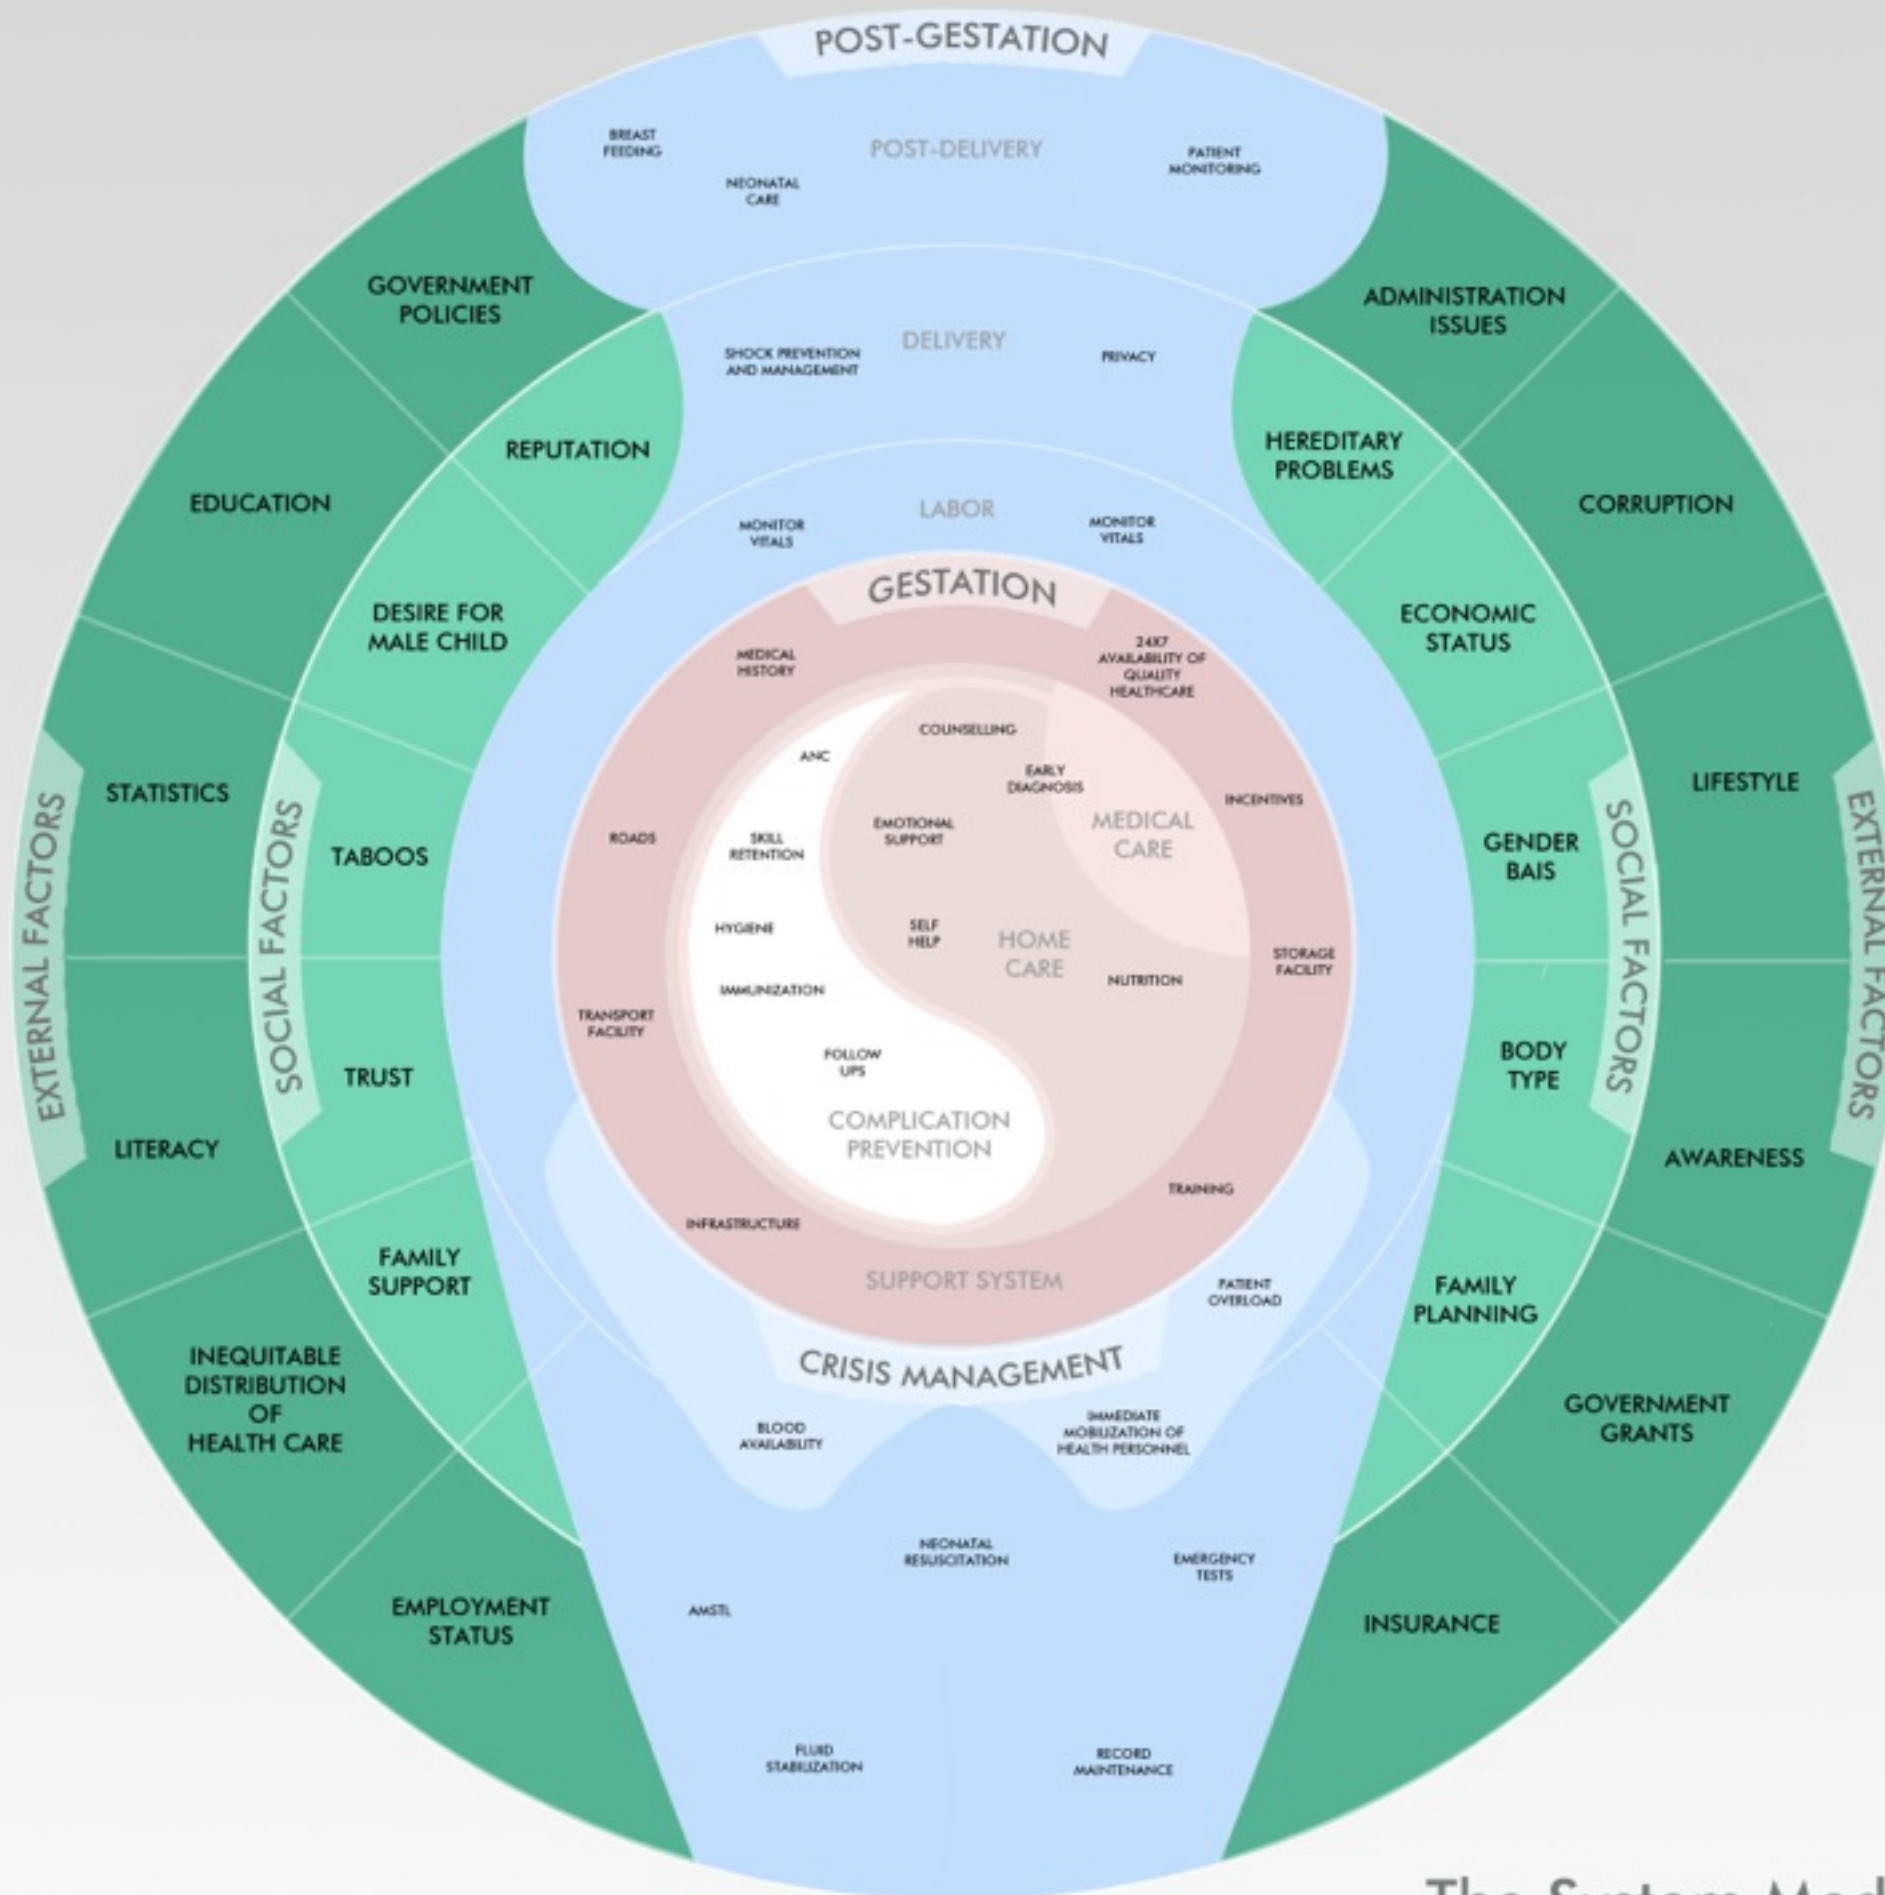 POST-GESTATION
BREAST
FEEDING
NEONATAL
CARE
POST-DELIVERY
PATIENT
MONITORING
GOVERNMENT
POLICIES
ADMINISTRATION
ISSUES
SHOCK PREVENTION
AND MANAGEMENT
DELIVERY
PRIVACY
REPUTATION
HEREDITARY
PROBLEMS
EDUCATION
CORRUPTION
MONITOR
VITALS
LABOR
MONITOR
VITALS
GESTATION
DESIRE FOR
MALE CHILD
ECONOMIC
STATUS
MEDICAL
HISTORY
24X7
AVAILABILITY OF
QUALITY
HEALTHCARE
COUNSELLING
ANC
EARLY
DIAGNOSIS
INCENTIVES
STATISTICS
LIFESTYLE
EXTERNAL FACTORS
SOCIAL FACTORS
SOCIAL FACTORS
EXTERNAL FACTORS
TABOOS
ROADS
SKILL
RETENTION
EMOTIONAL
SUPPORT
MEDICAL
CARE
GENDER
BAIS
HYGIENE
SELF
HELP
HOME
CARE
NUTRITION
STORAGE
FACILITY
IMMUNIZATION
TRANSPORT
FACILITY
TRUST
FOLLOW
UPS
BODY
TYPE
LITERACY
COMPLICATION
PREVENTION
AWARENESS
TRAINING
INFRASTRUCTURE
FAMILY
SUPPORT
SUPPORT SYSTEM
PATIENT
OVERLOAD
FAMILY
PLANNING
CRISIS MANAGEMENT
INEQUITABLE
DISTRIBUTION
OF
HEALTH CARE
BLOOD
AVAILABILITY
IMMEDIATE
MOBILIZATION OF
HEALTH PERSONNEL
GOVERNMENT
GRANTS
NEONATAL
RESUSCITATION
EMERGENCY
TESTS
AMSTL
EMPLOYMENT
STATUS
INSURANCE
FLUID
STABILIZATION
RECORD
MAINTENANCE
The System